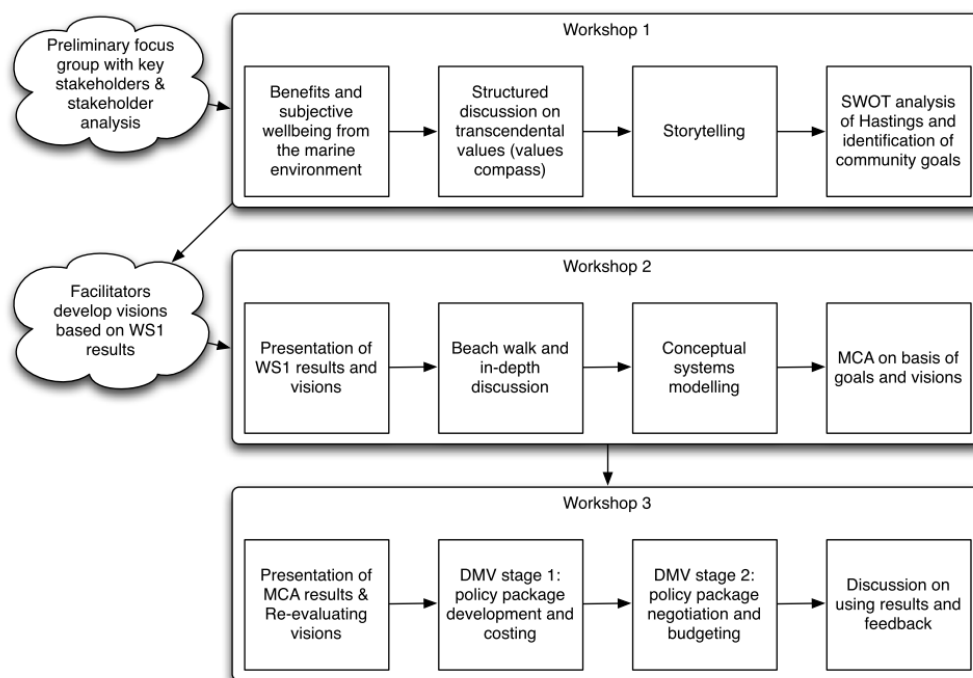 Preliminary focus
group with key
stakeholders &
stakeholder
analysis
Workshop 1
Benefits and
subjective
wellbeing from
the marine
environment
Structured
discussion on
transcendental
values (values
compass)
Storytelling
SWOT analysis
of Hastings and
identification of
community goals
Facilitators
develop visions
based on WS1
results
Workshop 2
Presentation of
WS1 results and
visions
Beach walk and
in-depth
discussion
Conceptual
systems
modelling
MCA on basis of
goals and visions
Workshop 3
Presentation of
MCA results &
Re-evaluating
visions
DMV stage 1:
policy package
development and
costing
DMV stage 2:
policy package
negotiation and
budgeting
Discussion on
using results and
feedback